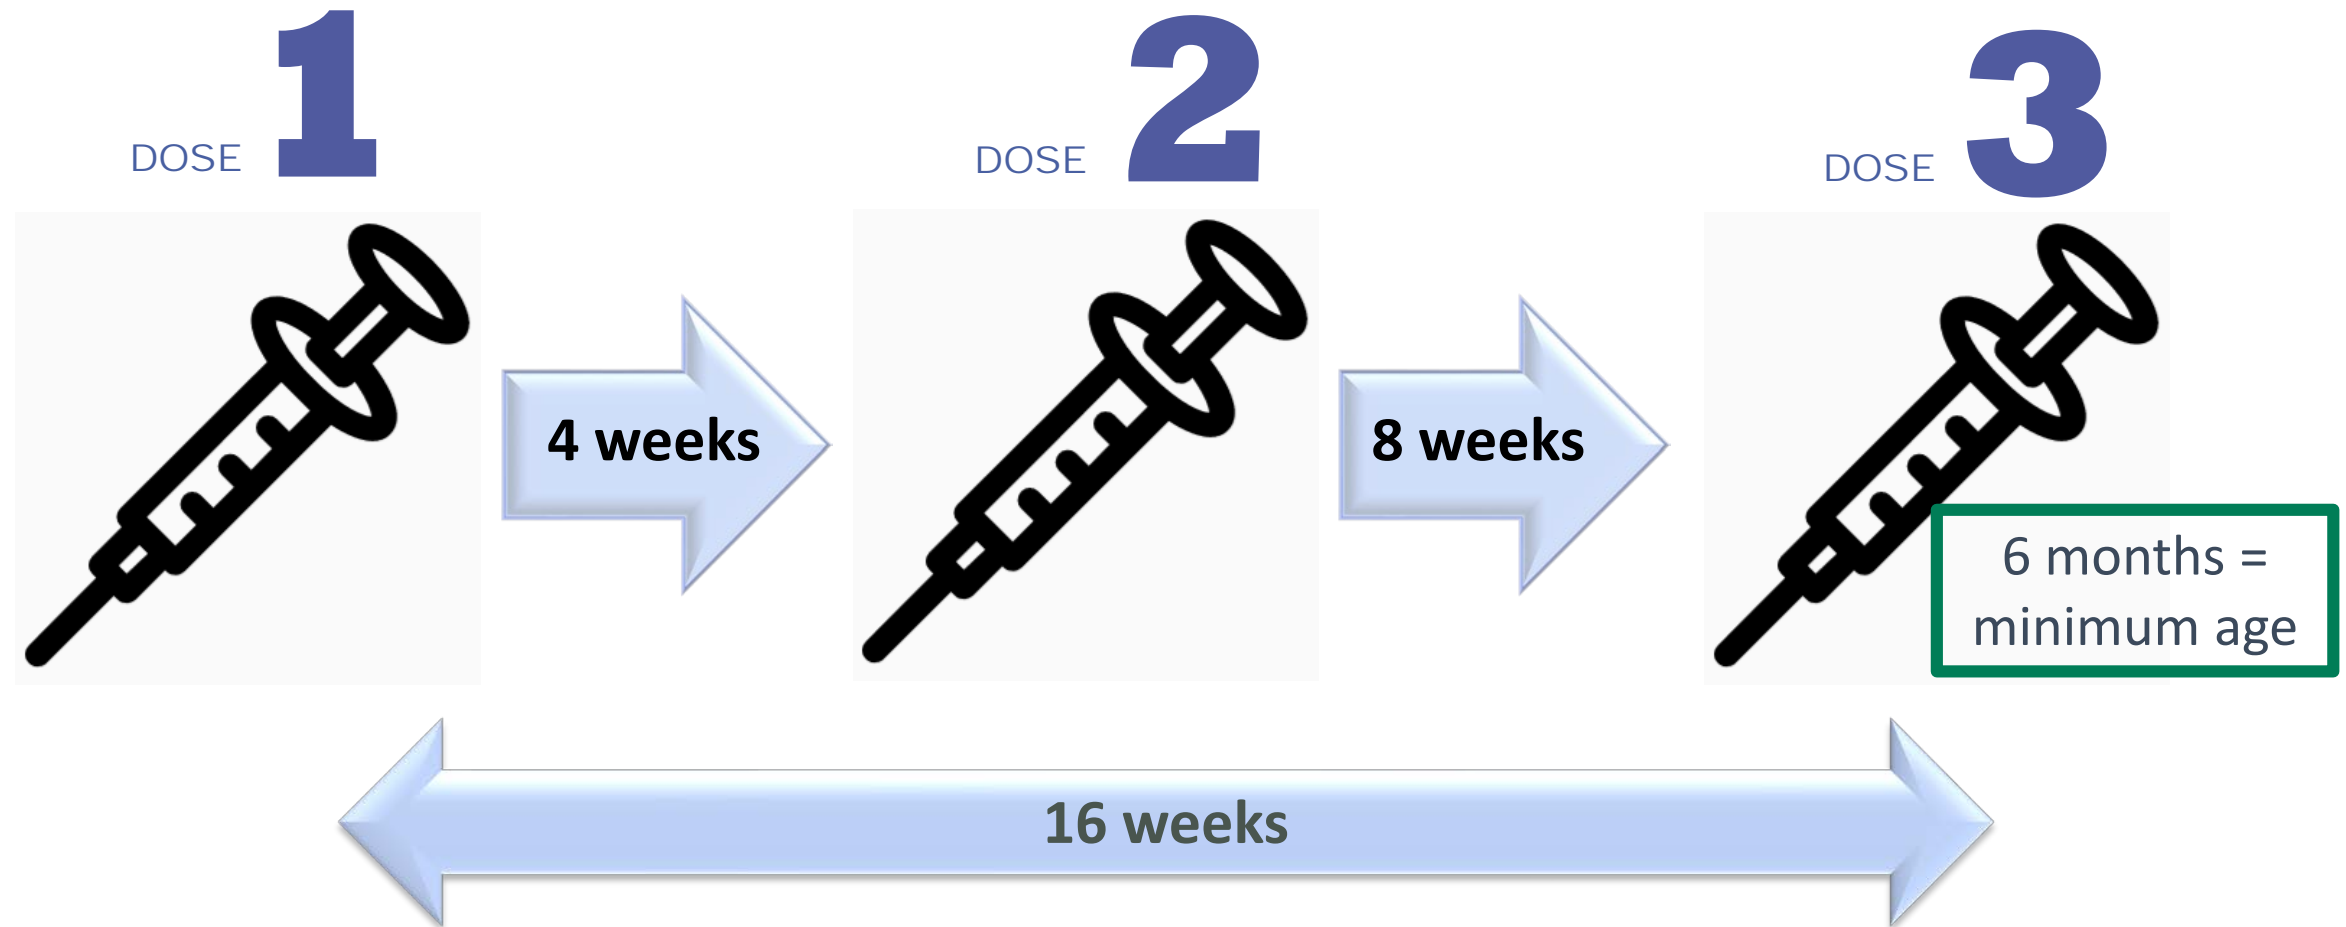 DOSE 1
DOSE 2
DOSE 3
4 weeks
8 weeks
6 months =
minimum age
16 weeks